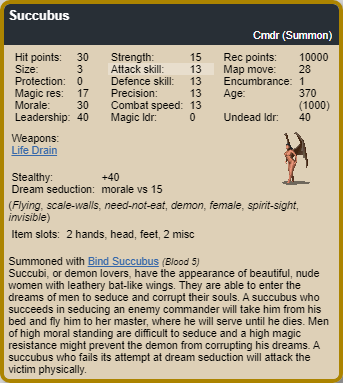 Succubus
Cmdr (Summon)
Hit points: 30 Strength: 15 Rec points: 10000
Size: 3 Attack skill: 13 Map move: 28
Protection: 0 Defence skill: 13 Encumbrance: 1
Magic res: 17 Precision: 13 Age: 370
Morale: 30 Combat speed: 13 (1000)
Leadership: 40 Magic ldr: 0 Undead ldr: 40
Weapons:
Life Drain
Stealthy: +40
Dream seduction: morale vs 15
(Flying, scale-walls, need-not-eat, demon, female, spirit-sight,
invisible)
Item slots: 2 hands, head, feet, 2 misc
Summoned with Bind Succubus (Blood 5)
Succubi, or demon lovers, have the appearance of beautiful, nude
women with leathery bat-like wings. They are able to enter the
dreams of men to seduce and corrupt their souls. A succubus who
succeeds in seducing an enemy commander will take him from his
bed and fly him to her master, where he will serve until he dies. Men
of high moral standing are difficult to seduce and a high magic
resistance might prevent the demon from corrupting his dreams. A
succubus who fails its attempt at dream seduction will attack the
victim physically.